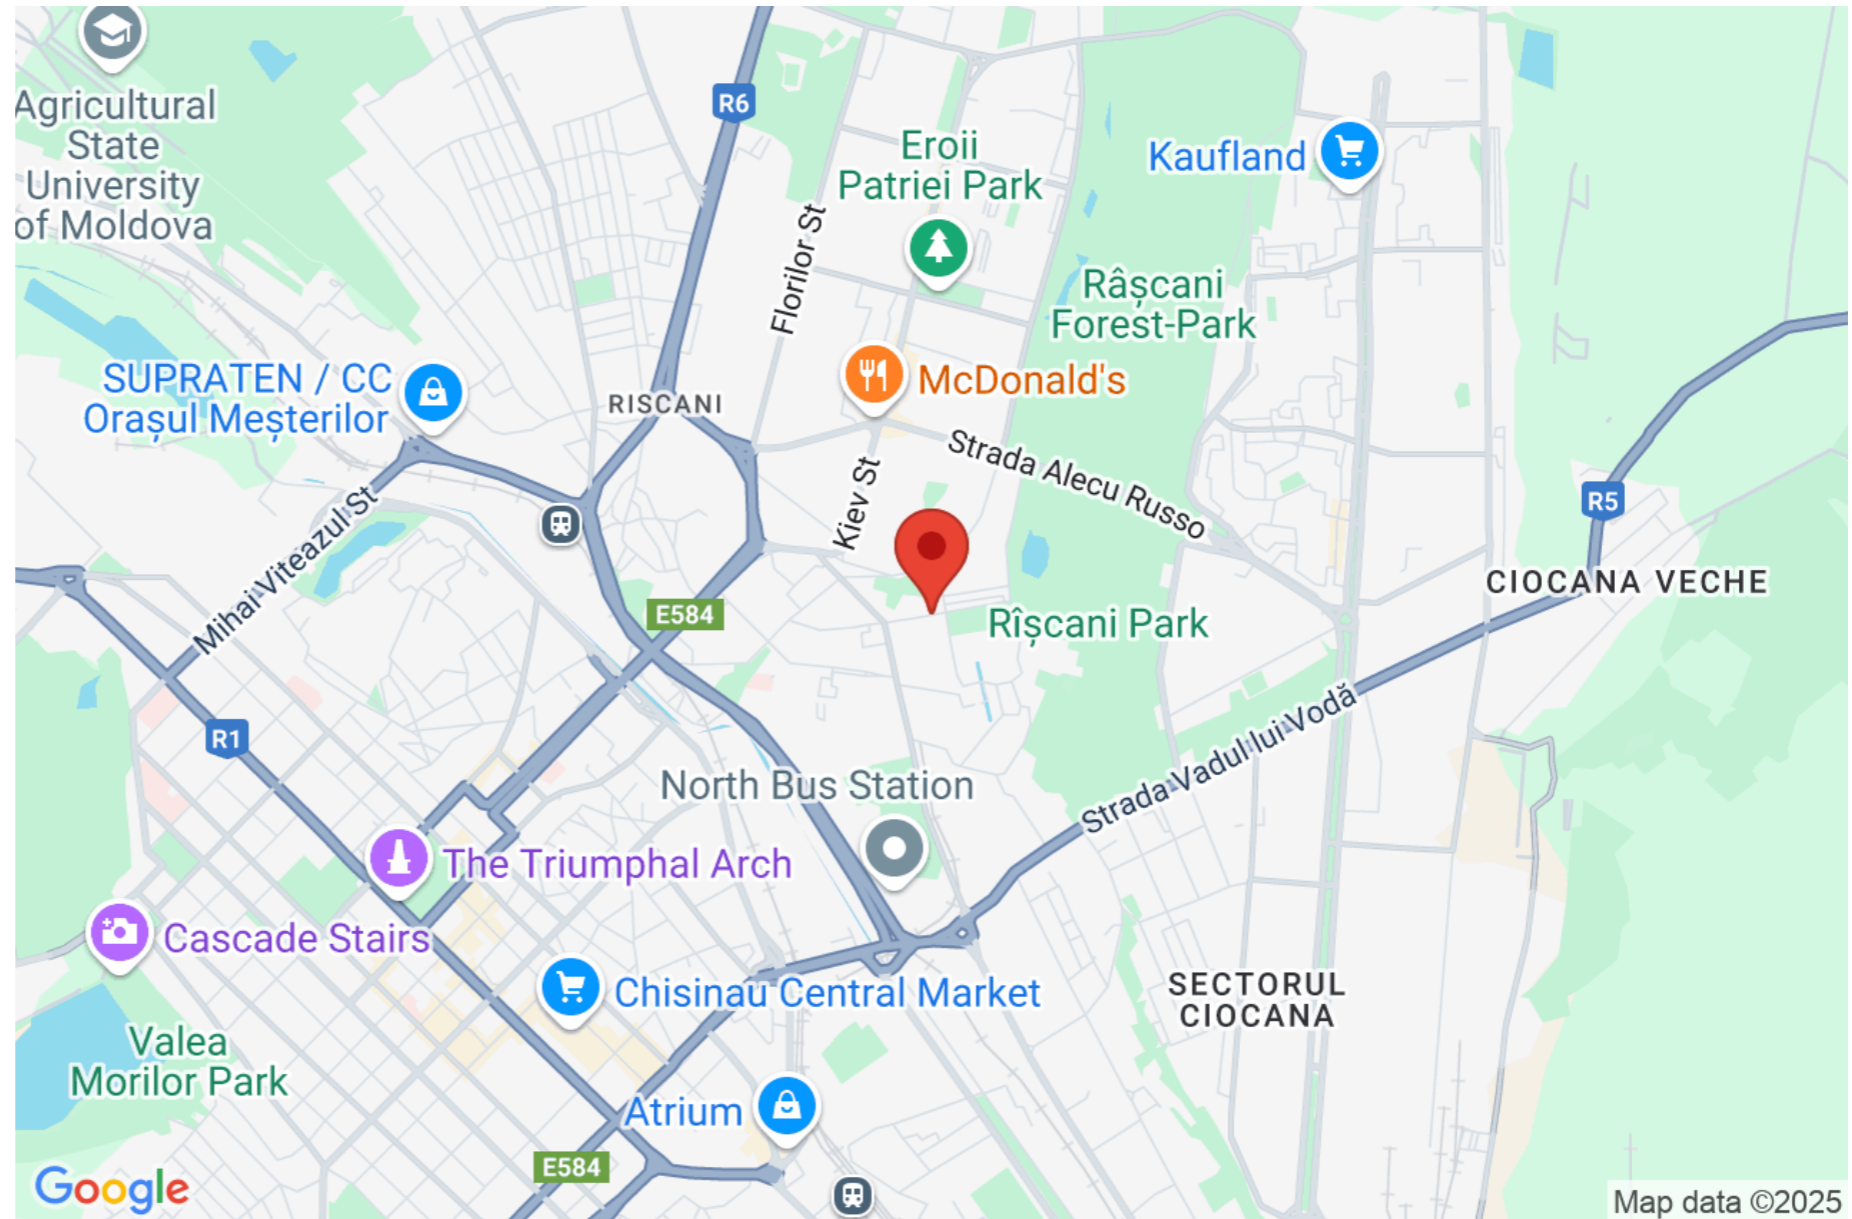 Agricultural
State
University
of Moldova
R6
Eroii
Patriei Park
Kaufland
Florilor St
Râșcani
Forest-Park
SUPRATEN / CC
Orașul Meșterilor
RISCANI
McDonald's
Strada Alecu Russo
Kiev St
R5
Mihai Viteazul St
CIOCANA VECHE
E584
Rîșcani Park
R1
Strada Vadul lui Vodă
North Bus Station
The Triumphal Arch
Cascade Stairs
Chisinau Central Market
SECTORUL
CIOCANA
Valea
Morilor Park
Atrium
E584
Google
Map data ©2025